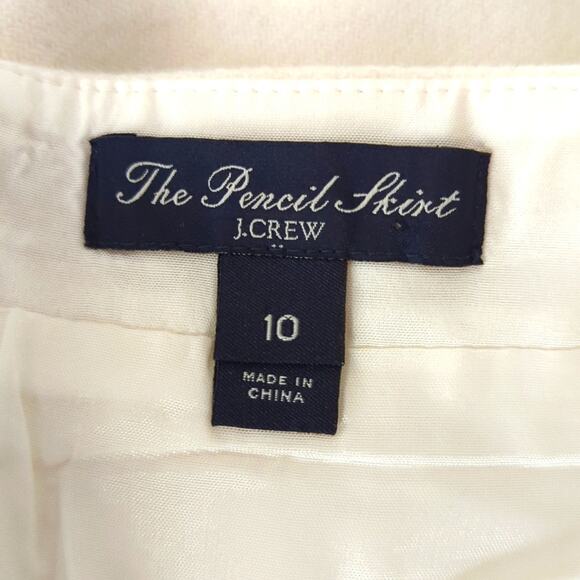 The Pencil Skirt
J.CREW
10
MADE IN
CHINA